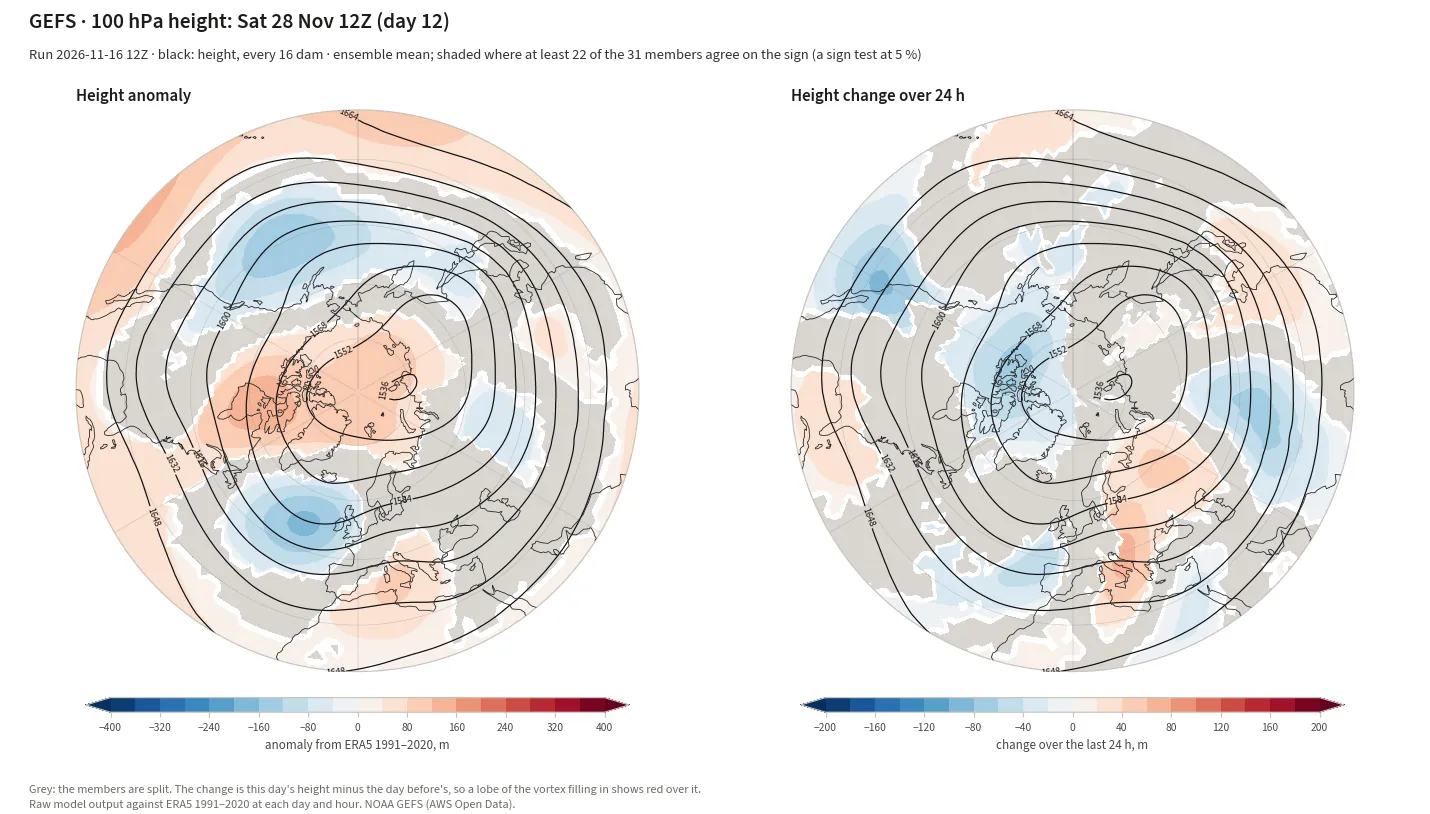 GEFS · 100 hPa height: Sat 28 Nov 12Z (day 12)
Run 2026-11-16 12Z · black: height, every 16 dam · ensemble mean; shaded where at least 22 of the 31 members agree on the sign (a sign test at 5 %)
Height anomaly
Height change over 24 h
1664
1664
1600
1568
1552
1536
1600
1568
1552
1536
1632
1616
1584
1648
1632
1616
1584
1648
1648
1648
−400 −320 −240 −160 −80 0 80 160 240 320 400
anomaly from ERA5 1991–2020, m
−200 −160 −120 −80 −40 0 40 80 120 160 200
change over the last 24 h, m
Grey: the members are split. The change is this day's height minus the day before's, so a lobe of the vortex filling in shows red over it.
Raw model output against ERA5 1991–2020 at each day and hour. NOAA GEFS (AWS Open Data).